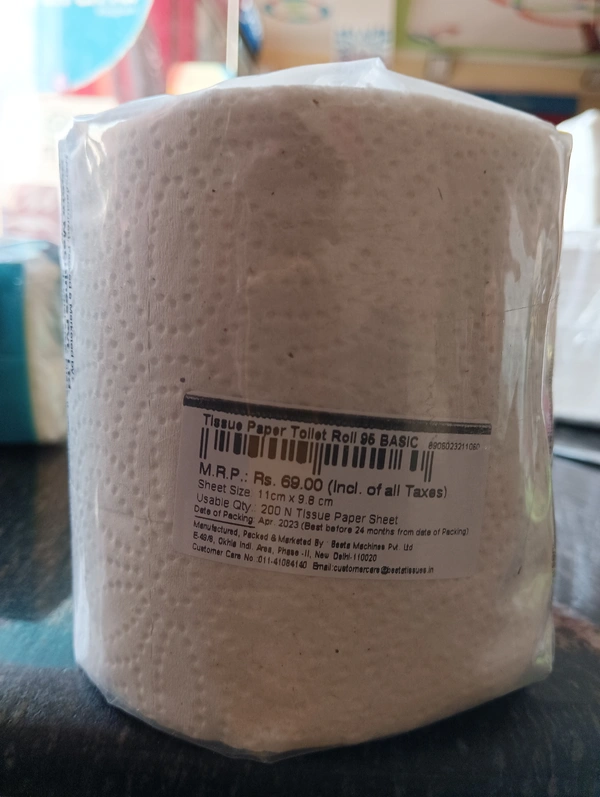 Tissue Paper Toilet Roll 95 BASIC
8906023211060
M.R.P.: Rs. 69.00 (Incl. of all Taxes)
Sheet Size: 11cm x 9.8 cm
Usable Qty.: 200 N Tissue Paper Sheet
Date of Packing: Apr. 2023 (Best before 24 months from date of Packing)
Manufactured, Packed & Marketed By: Beeta Machines Pvt. Ltd
E-49/8, Okhla Indl. Area, Phase -II, New Delhi-110020
Customer Care No.:011-41084140 Email:customercare@beetatissues.in